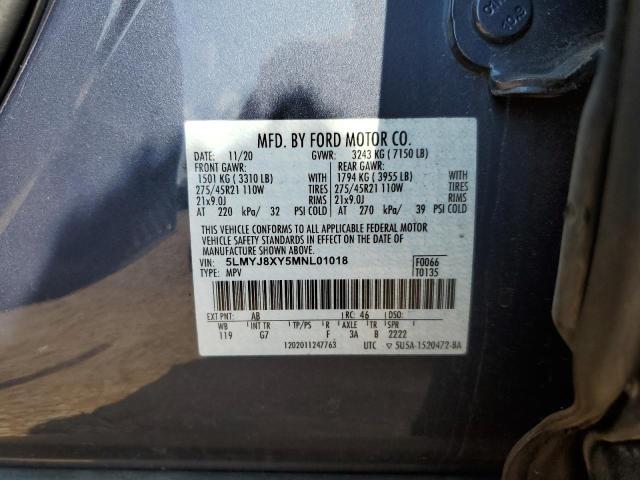 MFD. BY FORD MOTOR CO.
DATE: 11/20 GVWR: 3243 KG ( 7150 LB)
FRONT GAWR: REAR GAWR:
1501 KG ( 3310 LB) WITH 1794 KG ( 3955 LB) WITH
275/45R21 110W TIRES 275/45R21 110W TIRES
21x9.0J RIMS 21x9.0J RIMS
AT 220 kPa/ 32 PSI COLD AT 270 kPa/ 39 PSI COLD
THIS VEHICLE CONFORMS TO ALL APPLICABLE FEDERAL MOTOR
VEHICLE SAFETY STANDARDS IN EFFECT ON THE DATE OF
MANUFACTURE SHOWN ABOVE.
VIN: 5LMYJ8XY5MNL01018 F0066
TYPE: MPV T0135
EXT PNT: AB RC: 46 DSO:
WB INT TR TP/PS R AXLE TR SPR
119 G7 F 3A B 2222
1202011247763 UTC ▽ 5U5A-1520472-BA